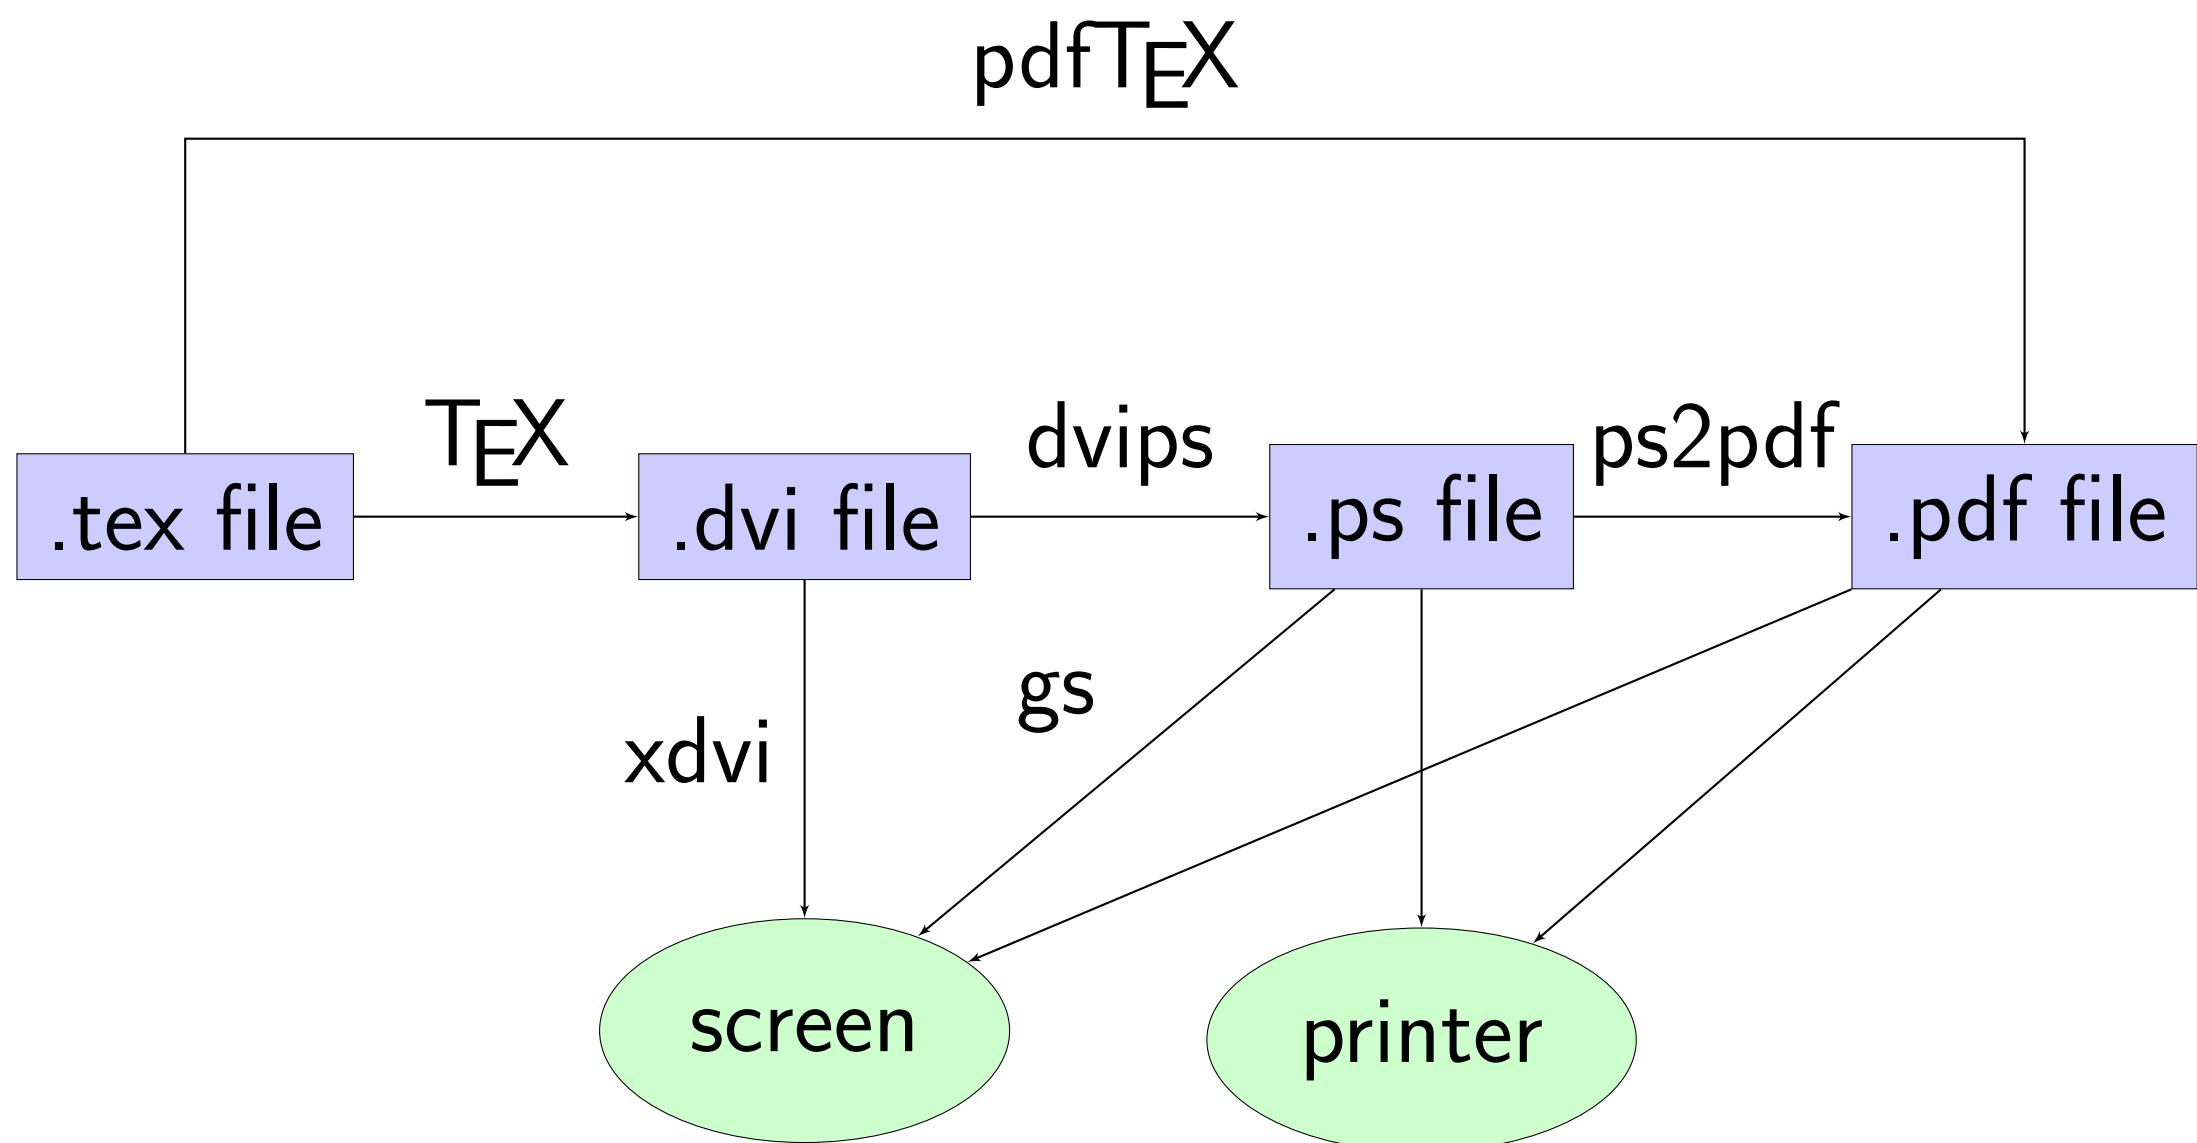 pdfTEX
TEX
dvips
ps2pdf
.tex file
.dvi file
.ps file
.pdf file
gs
xdvi
screen
printer